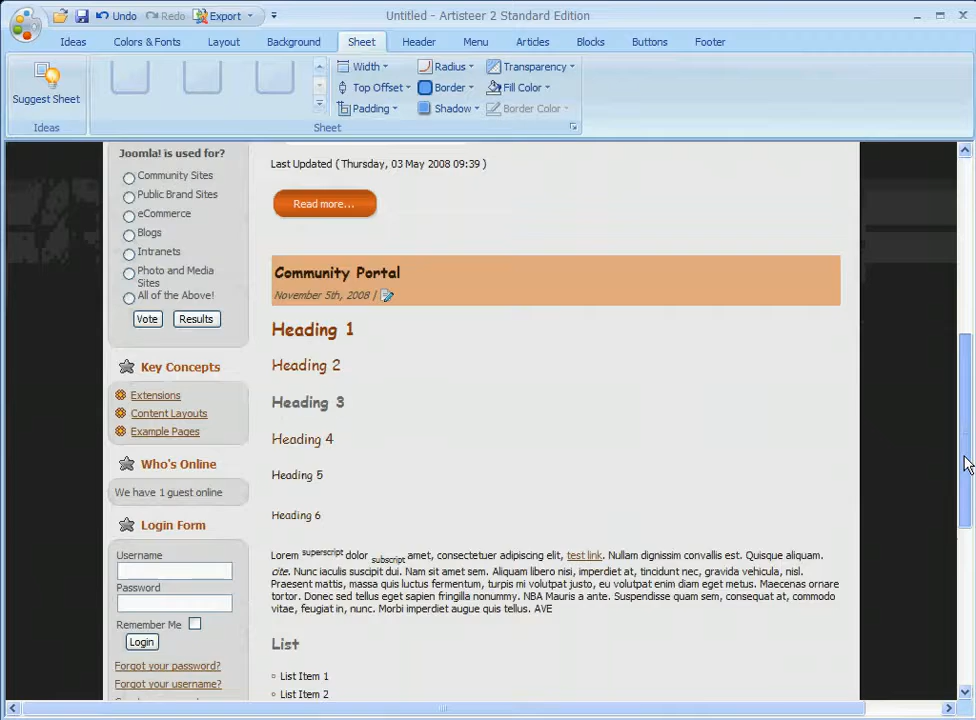 Undo Redo Export Untitled - Artisteer 2 Standard Edition
Ideas Colors & Fonts Layout Background Sheet Header Menu Articles Blocks Buttons Footer
Suggest Sheet Width Radius Transparency
Top Offset Border Fill Color
Padding Shadow Border Color
Ideas Sheet
Joomla! is used for?
Community Sites
Public Brand Sites
eCommerce
Blogs
Intranets
Photo and Media
Sites
All of the Above!
Vote Results
Key Concepts
Extensions
Content Layouts
Example Pages
Who's Online
We have 1 guest online
Login Form
Username
Password
Remember Me
Login
Forgot your password?
Forgot your username?
Last Updated ( Thursday, 03 May 2008 09:39 )
Read more...
Community Portal
November 5th, 2008 |
Heading 1
Heading 2
Heading 3
Heading 4
Heading 5
Heading 6
Lorem superscript dolor subscript amet, consectetuer adipiscing elit, test link. Nullam dignissim convallis est. Quisque aliquam.
cite. Nunc iaculis suscipit dui. Nam sit amet sem. Aliquam libero nisi, imperdiet at, tincidunt nec, gravida vehicula, nisl.
Praesent mattis, massa quis luctus fermentum, turpis mi volutpat justo, eu volutpat enim diam eget metus. Maecenas ornare
tortor. Donec sed tellus eget sapien fringilla nonummy. NBA Mauris a ante. Suspendisse quam sem, consequat at, commodo
vitae, feugiat in, nunc. Morbi imperdiet augue quis tellus. AVE
List
List Item 1
List Item 2